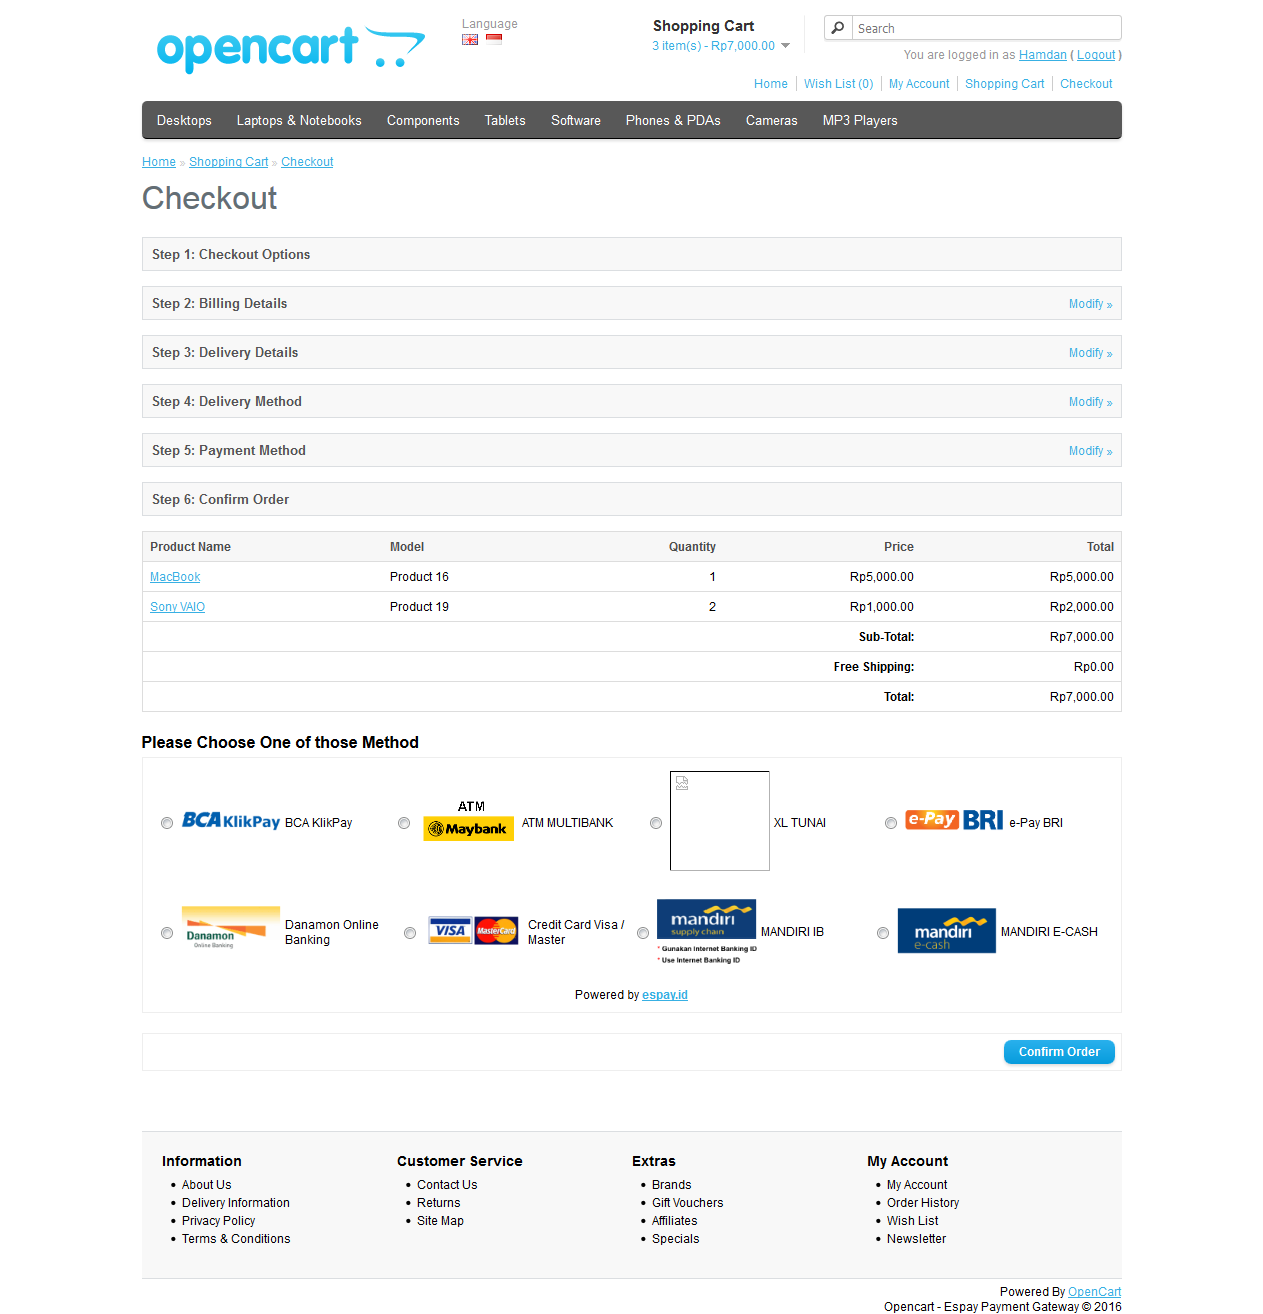 opencart
Language
Shopping Cart
3 item(s) - Rp7,000.00
Search
You are logged in as Hamdan ( Logout )
Home
Wish List (0)
My Account
Shopping Cart
Checkout
Desktops
Laptops & Notebooks
Components
Tablets
Software
Phones & PDAs
Cameras
MP3 Players
Home » Shopping Cart » Checkout
Checkout
Step 1: Checkout Options
Step 2: Billing Details
Modify »
Step 3: Delivery Details
Modify »
Step 4: Delivery Method
Modify »
Step 5: Payment Method
Modify »
Step 6: Confirm Order
Product Name Model Quantity Price Total
MacBook Product 16 1 Rp5,000.00 Rp5,000.00
Sony VAIO Product 19 2 Rp1,000.00 Rp2,000.00
Sub-Total: Rp7,000.00
Free Shipping: Rp0.00
Total: Rp7,000.00
Please Choose One of those Method
BCA KlikPay BCA KlikPay
ATM
Maybank
ATM MULTIBANK
XL TUNAI
e-Pay BRI e-Pay BRI
Danamon
Online Banking
Danamon Online
Banking
VISA MasterCard
Credit Card Visa /
Master
mandiri
supply chain
* Gunakan Internet Banking ID
* Use Internet Banking ID
MANDIRI IB
mandiri
e-cash
MANDIRI E-CASH
Powered by espay.id
Confirm Order
Information
About Us
Delivery Information
Privacy Policy
Terms & Conditions
Customer Service
Contact Us
Returns
Site Map
Extras
Brands
Gift Vouchers
Affiliates
Specials
My Account
My Account
Order History
Wish List
Newsletter
Powered By OpenCart
Opencart - Espay Payment Gateway © 2016